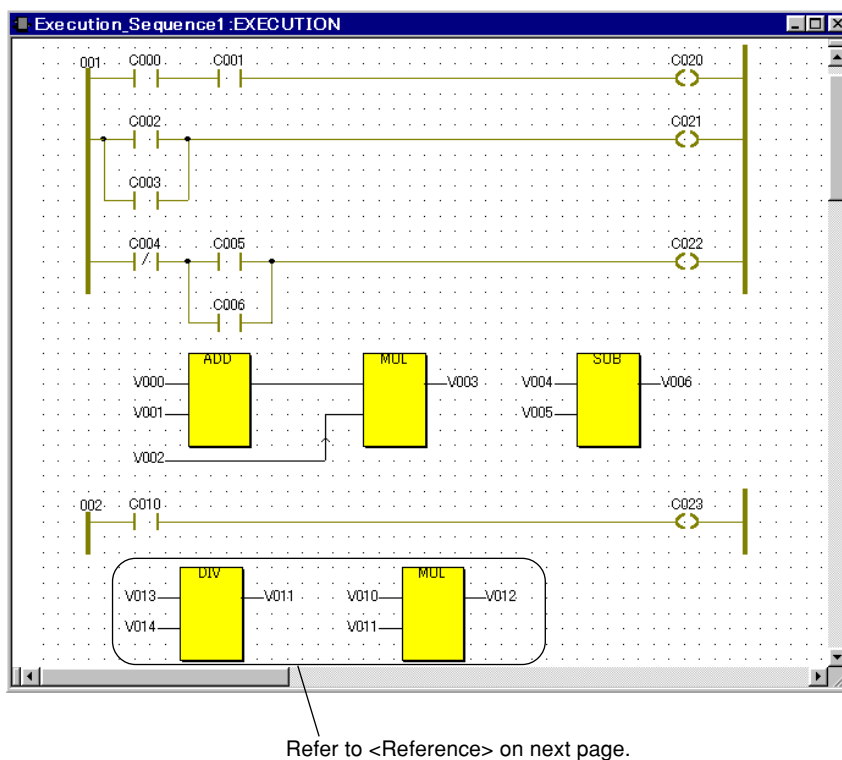 Execution_Sequence1:EXECUTION
001 C000 C001 C020
C002 C021
C003
C004 C005 C022
C006
ADD MUL SUB
V000 V003 V004 V006
V001 V005
V002
002 C010 C023
DIV MUL
V013 V011 V010 V012
V014 V011
Refer to <Reference> on next page.